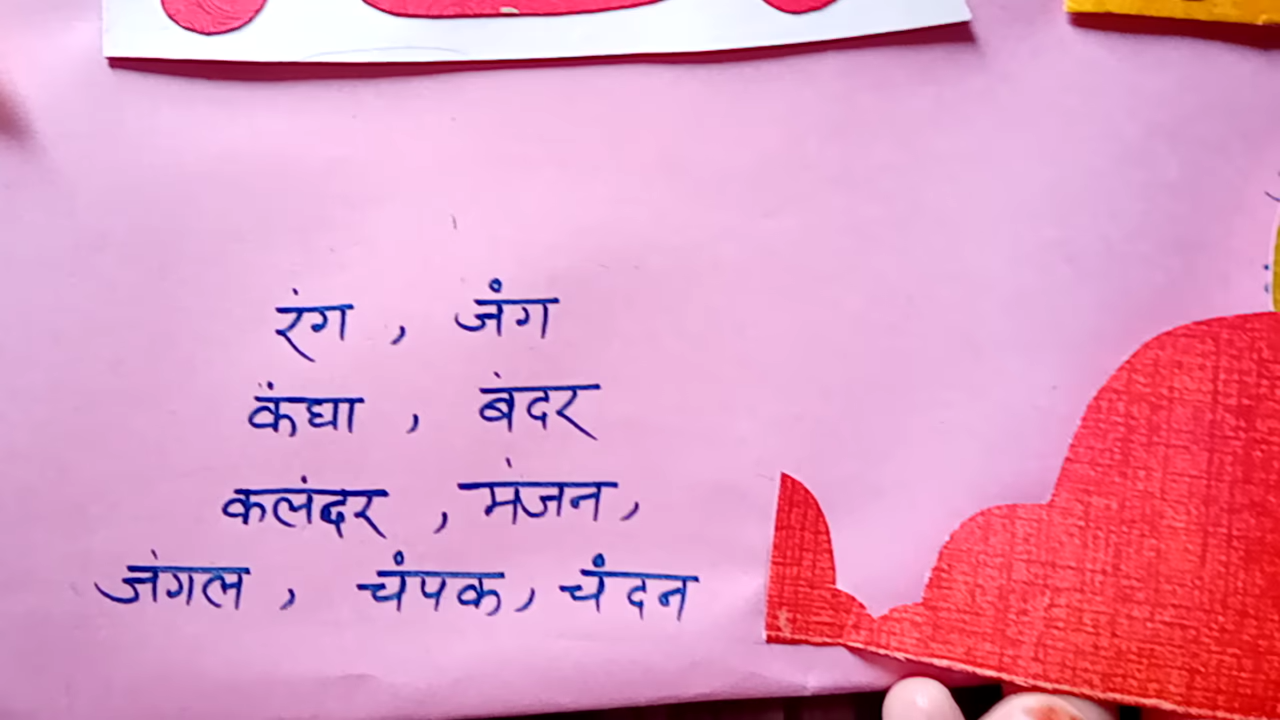 रंग , जंग
कंघा , बंदर
कलंदर , मंजन,
जंगल , चंपक, चंदन